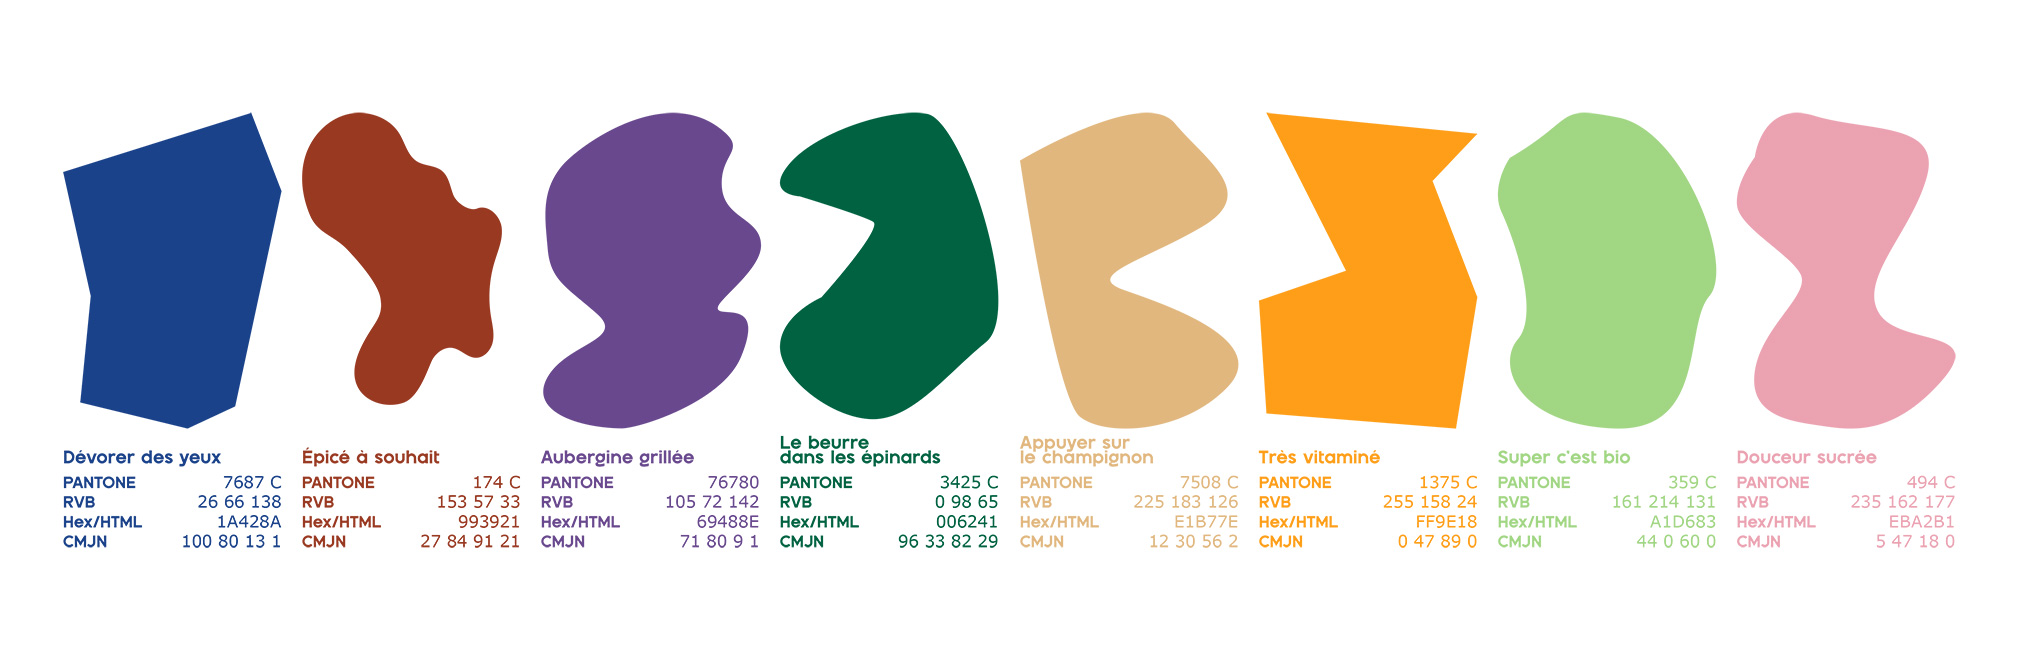 Dévorer des yeux
PANTONE 7687 C
RVB 26 66 138
Hex/HTML 1A428A
CMJN 100 80 13 1
Épicé à souhait
PANTONE 174 C
RVB 153 57 33
Hex/HTML 993921
CMJN 27 84 91 21
Aubergine grillée
PANTONE 76780
RVB 105 72 142
Hex/HTML 69488E
CMJN 71 80 9 1
Le beurre
dans les épinards
PANTONE 3425 C
RVB 0 98 65
Hex/HTML 006241
CMJN 96 33 82 29
Appuyer sur
le champignon
PANTONE 7508 C
RVB 225 183 126
Hex/HTML E1B77E
CMJN 12 30 56 2
Très vitaminé
PANTONE 1375 C
RVB 255 158 24
Hex/HTML FF9E18
CMJN 0 47 89 0
Super c'est bio
PANTONE 359 C
RVB 161 214 131
Hex/HTML A1D683
CMJN 44 0 60 0
Douceur sucrée
PANTONE 494 C
RVB 235 162 177
Hex/HTML EBA2B1
CMJN 5 47 18 0